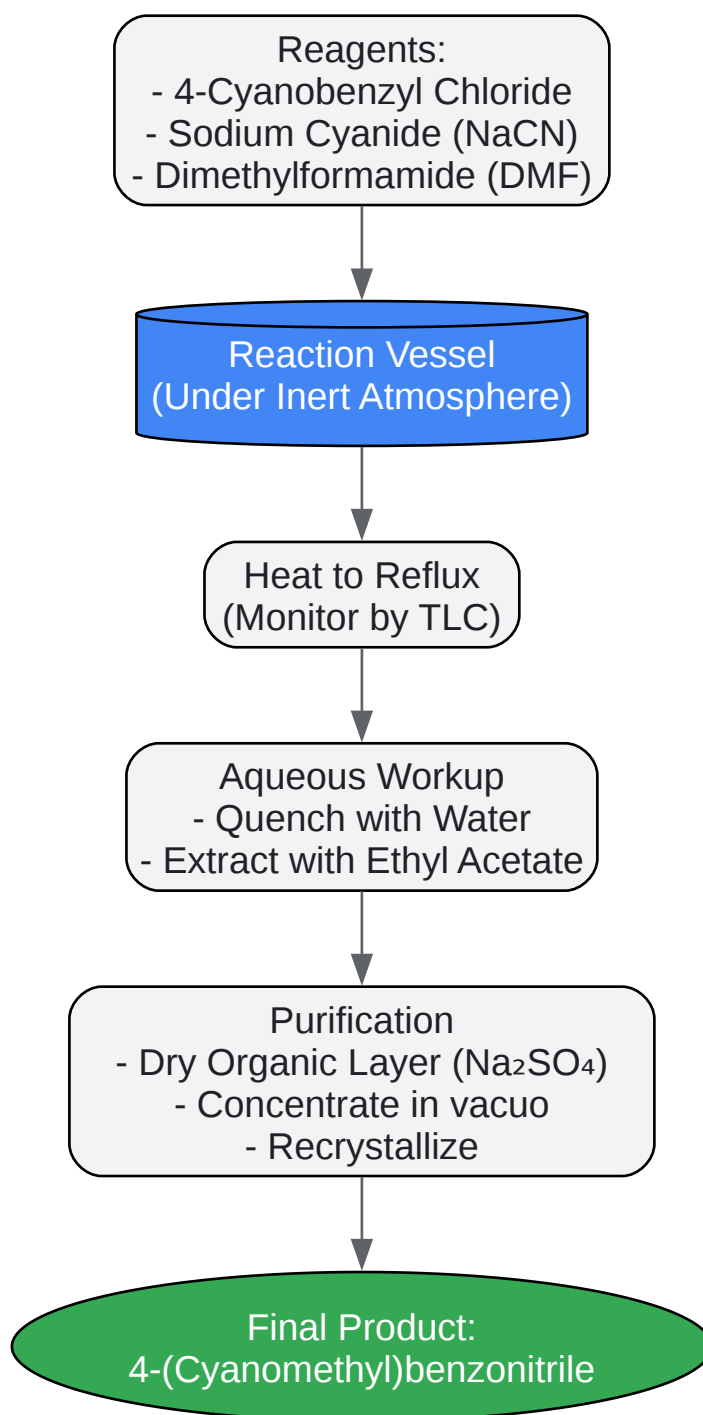 Reagents:
- 4-Cyanobenzyl Chloride
- Sodium Cyanide (NaCN)
- Dimethylformamide (DMF)
Reaction Vessel
(Under Inert Atmosphere)
Heat to Reflux
(Monitor by TLC)
Aqueous Workup
- Quench with Water
- Extract with Ethyl Acetate
Purification
- Dry Organic Layer (Na₂SO₄)
- Concentrate in vacuo
- Recrystallize
Final Product:
4-(Cyanomethyl)benzonitrile